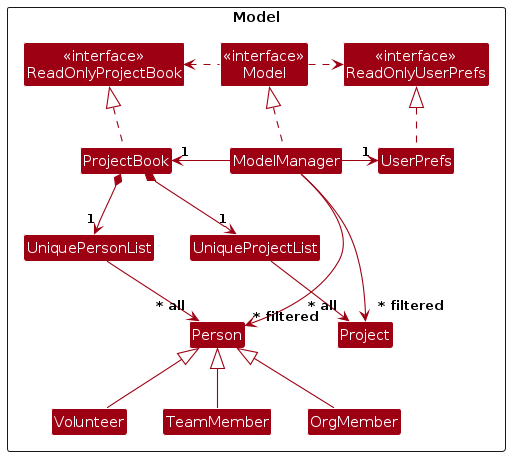 Model
«interface»
ReadOnlyProjectBook
«interface»
Model
«interface»
ReadOnlyUserPrefs
ProjectBook
1
ModelManager
1
UserPrefs
1
1
UniquePersonList
UniqueProjectList
* all
* filtered
* all
* filtered
Person
Project
Volunteer
TeamMember
OrgMember